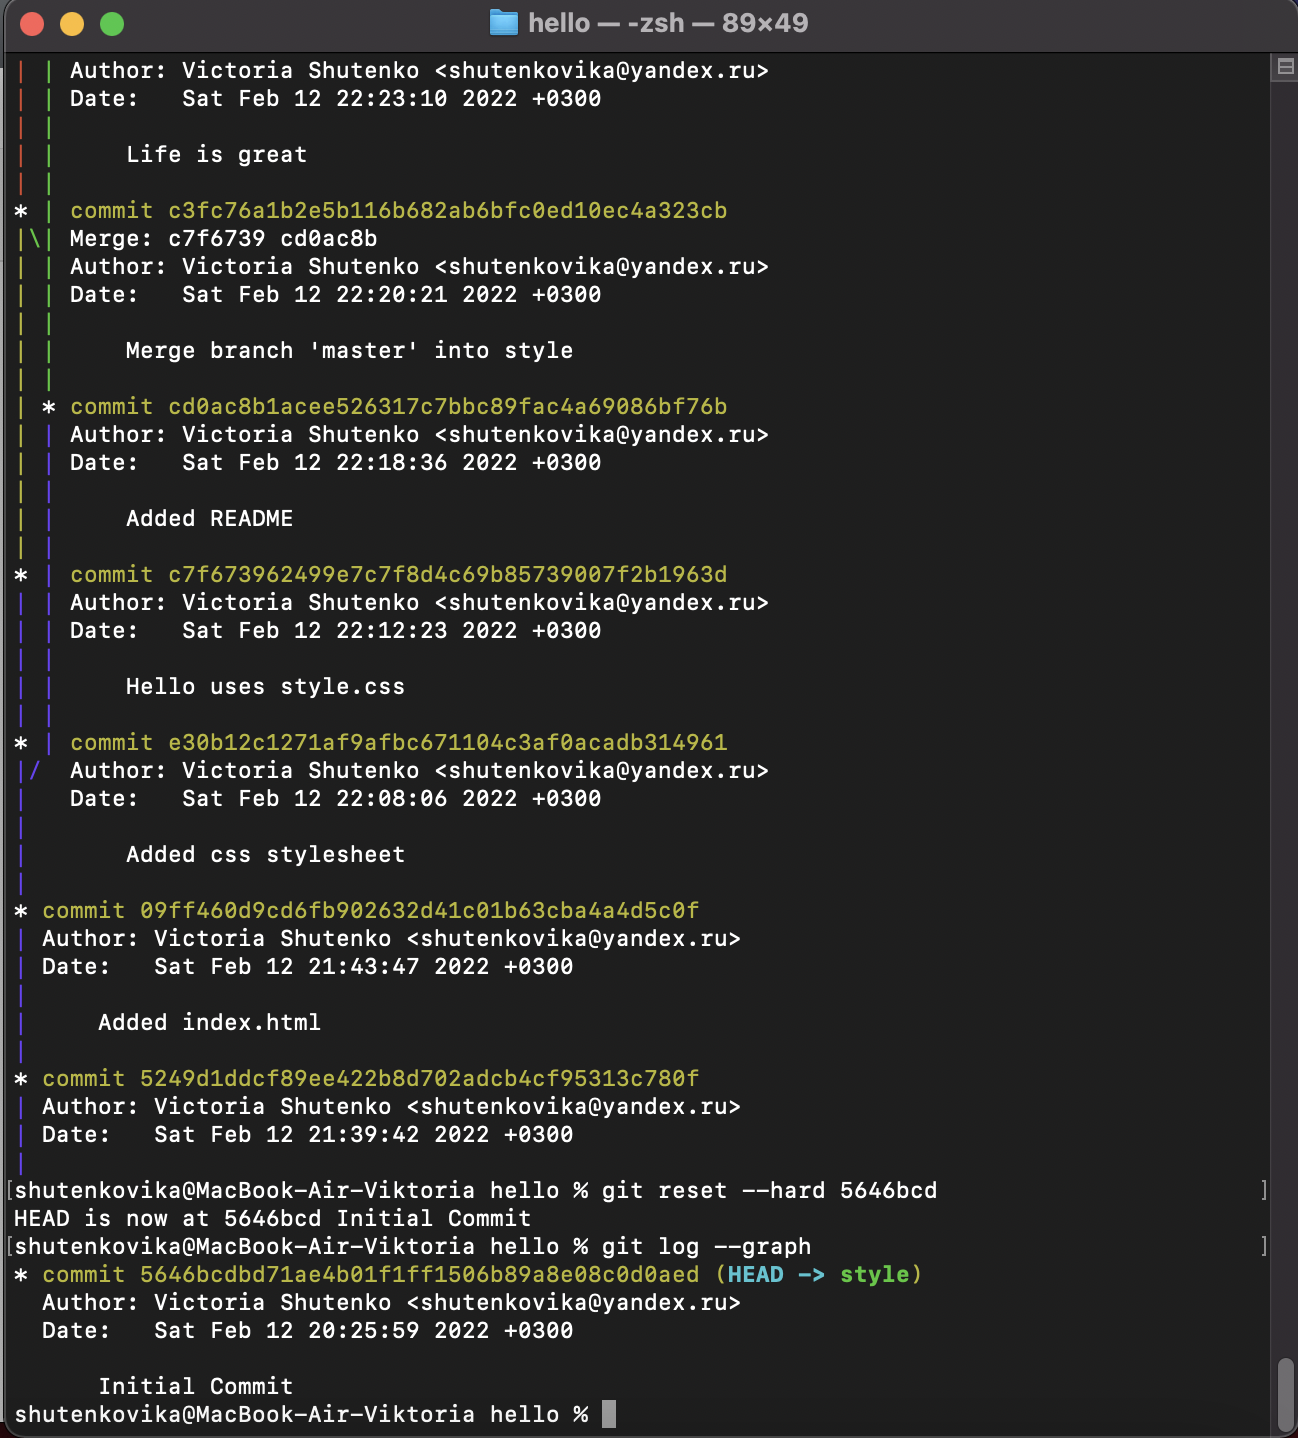 hello — -zsh — 89×49
| | Author: Victoria Shutenko <shutenkovika@yandex.ru>
| | Date:   Sat Feb 12 22:23:10 2022 +0300
| |
| |     Life is great
| |
* | commit c3fc76a1b2e5b116b682ab6bfc0ed10ec4a323cb
|\| Merge: c7f6739 cd0ac8b
| | Author: Victoria Shutenko <shutenkovika@yandex.ru>
| | Date:   Sat Feb 12 22:20:21 2022 +0300
| |
| |     Merge branch 'master' into style
| |
| * commit cd0ac8b1acee526317c7bbc89fac4a69086bf76b
| | Author: Victoria Shutenko <shutenkovika@yandex.ru>
| | Date:   Sat Feb 12 22:18:36 2022 +0300
| |
| |     Added README
| |
* | commit c7f673962499e7c7f8d4c69b85739007f2b1963d
| | Author: Victoria Shutenko <shutenkovika@yandex.ru>
| | Date:   Sat Feb 12 22:12:23 2022 +0300
| |
| |     Hello uses style.css
| |
* | commit e30b12c1271af9afbc671104c3af0acadb314961
|/  Author: Victoria Shutenko <shutenkovika@yandex.ru>
|   Date:   Sat Feb 12 22:08:06 2022 +0300
|
|       Added css stylesheet
|
* commit 09ff460d9cd6fb902632d41c01b63cba4a4d5c0f
| Author: Victoria Shutenko <shutenkovika@yandex.ru>
| Date:   Sat Feb 12 21:43:47 2022 +0300
|
|     Added index.html
|
* commit 5249d1ddcf89ee422b8d702adcb4cf95313c780f
| Author: Victoria Shutenko <shutenkovika@yandex.ru>
| Date:   Sat Feb 12 21:39:42 2022 +0300
|
[shutenkovika@MacBook-Air-Viktoria hello % git reset --hard 5646bcd ]
HEAD is now at 5646bcd Initial Commit
[shutenkovika@MacBook-Air-Viktoria hello % git log --graph ]
* commit 5646bcdbd71ae4b01f1ff1506b89a8e08c0d0aed (HEAD -> style)
  Author: Victoria Shutenko <shutenkovika@yandex.ru>
  Date:   Sat Feb 12 20:25:59 2022 +0300

      Initial Commit
shutenkovika@MacBook-Air-Viktoria hello %